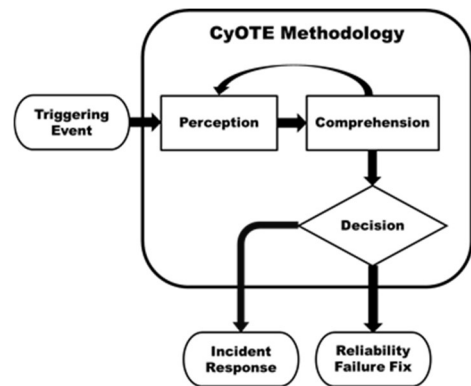 CyOTE Methodology
Triggering
Event
Perception
Comprehension
Decision
Incident
Response
Reliability
Failure Fix